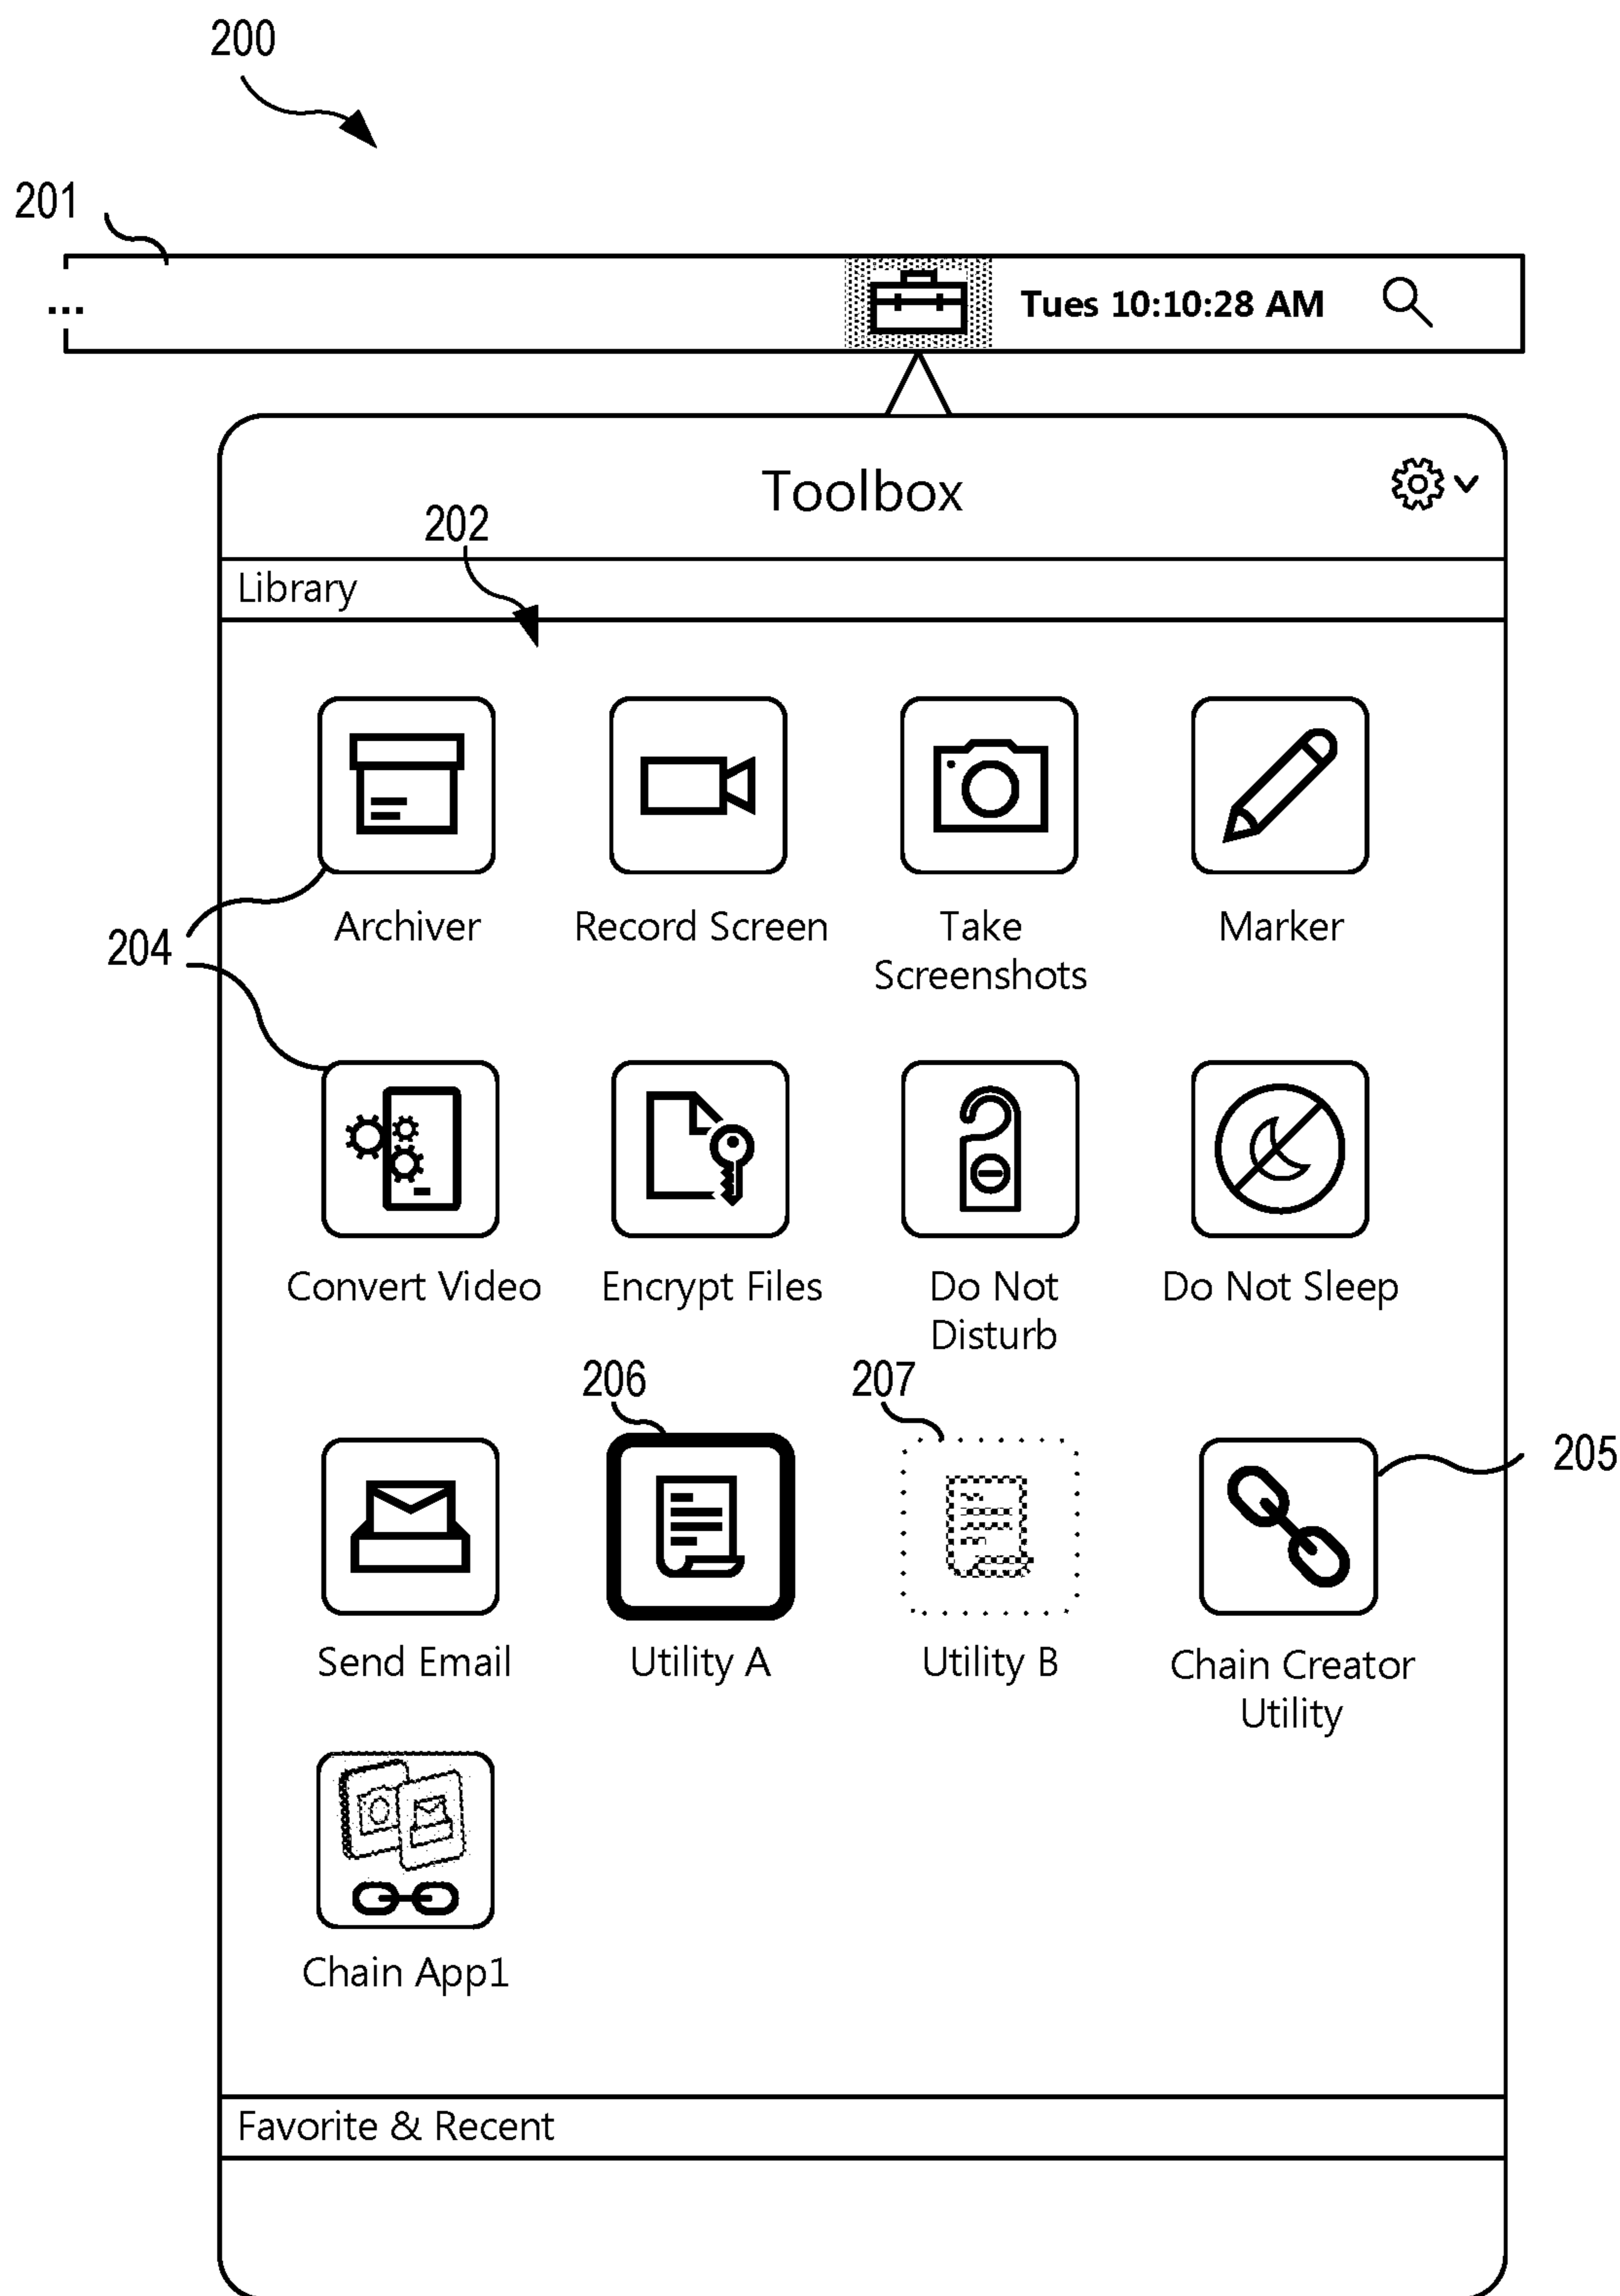 200
201
...
Tues 10:10:28 AM
Toolbox
202
Library
Archiver
Record Screen
Take
Screenshots
Marker
204
Convert Video
Encrypt Files
Do Not
Disturb
Do Not Sleep
206
207
205
Send Email
Utility A
Utility B
Chain Creator
Utility
Chain App1
Favorite & Recent